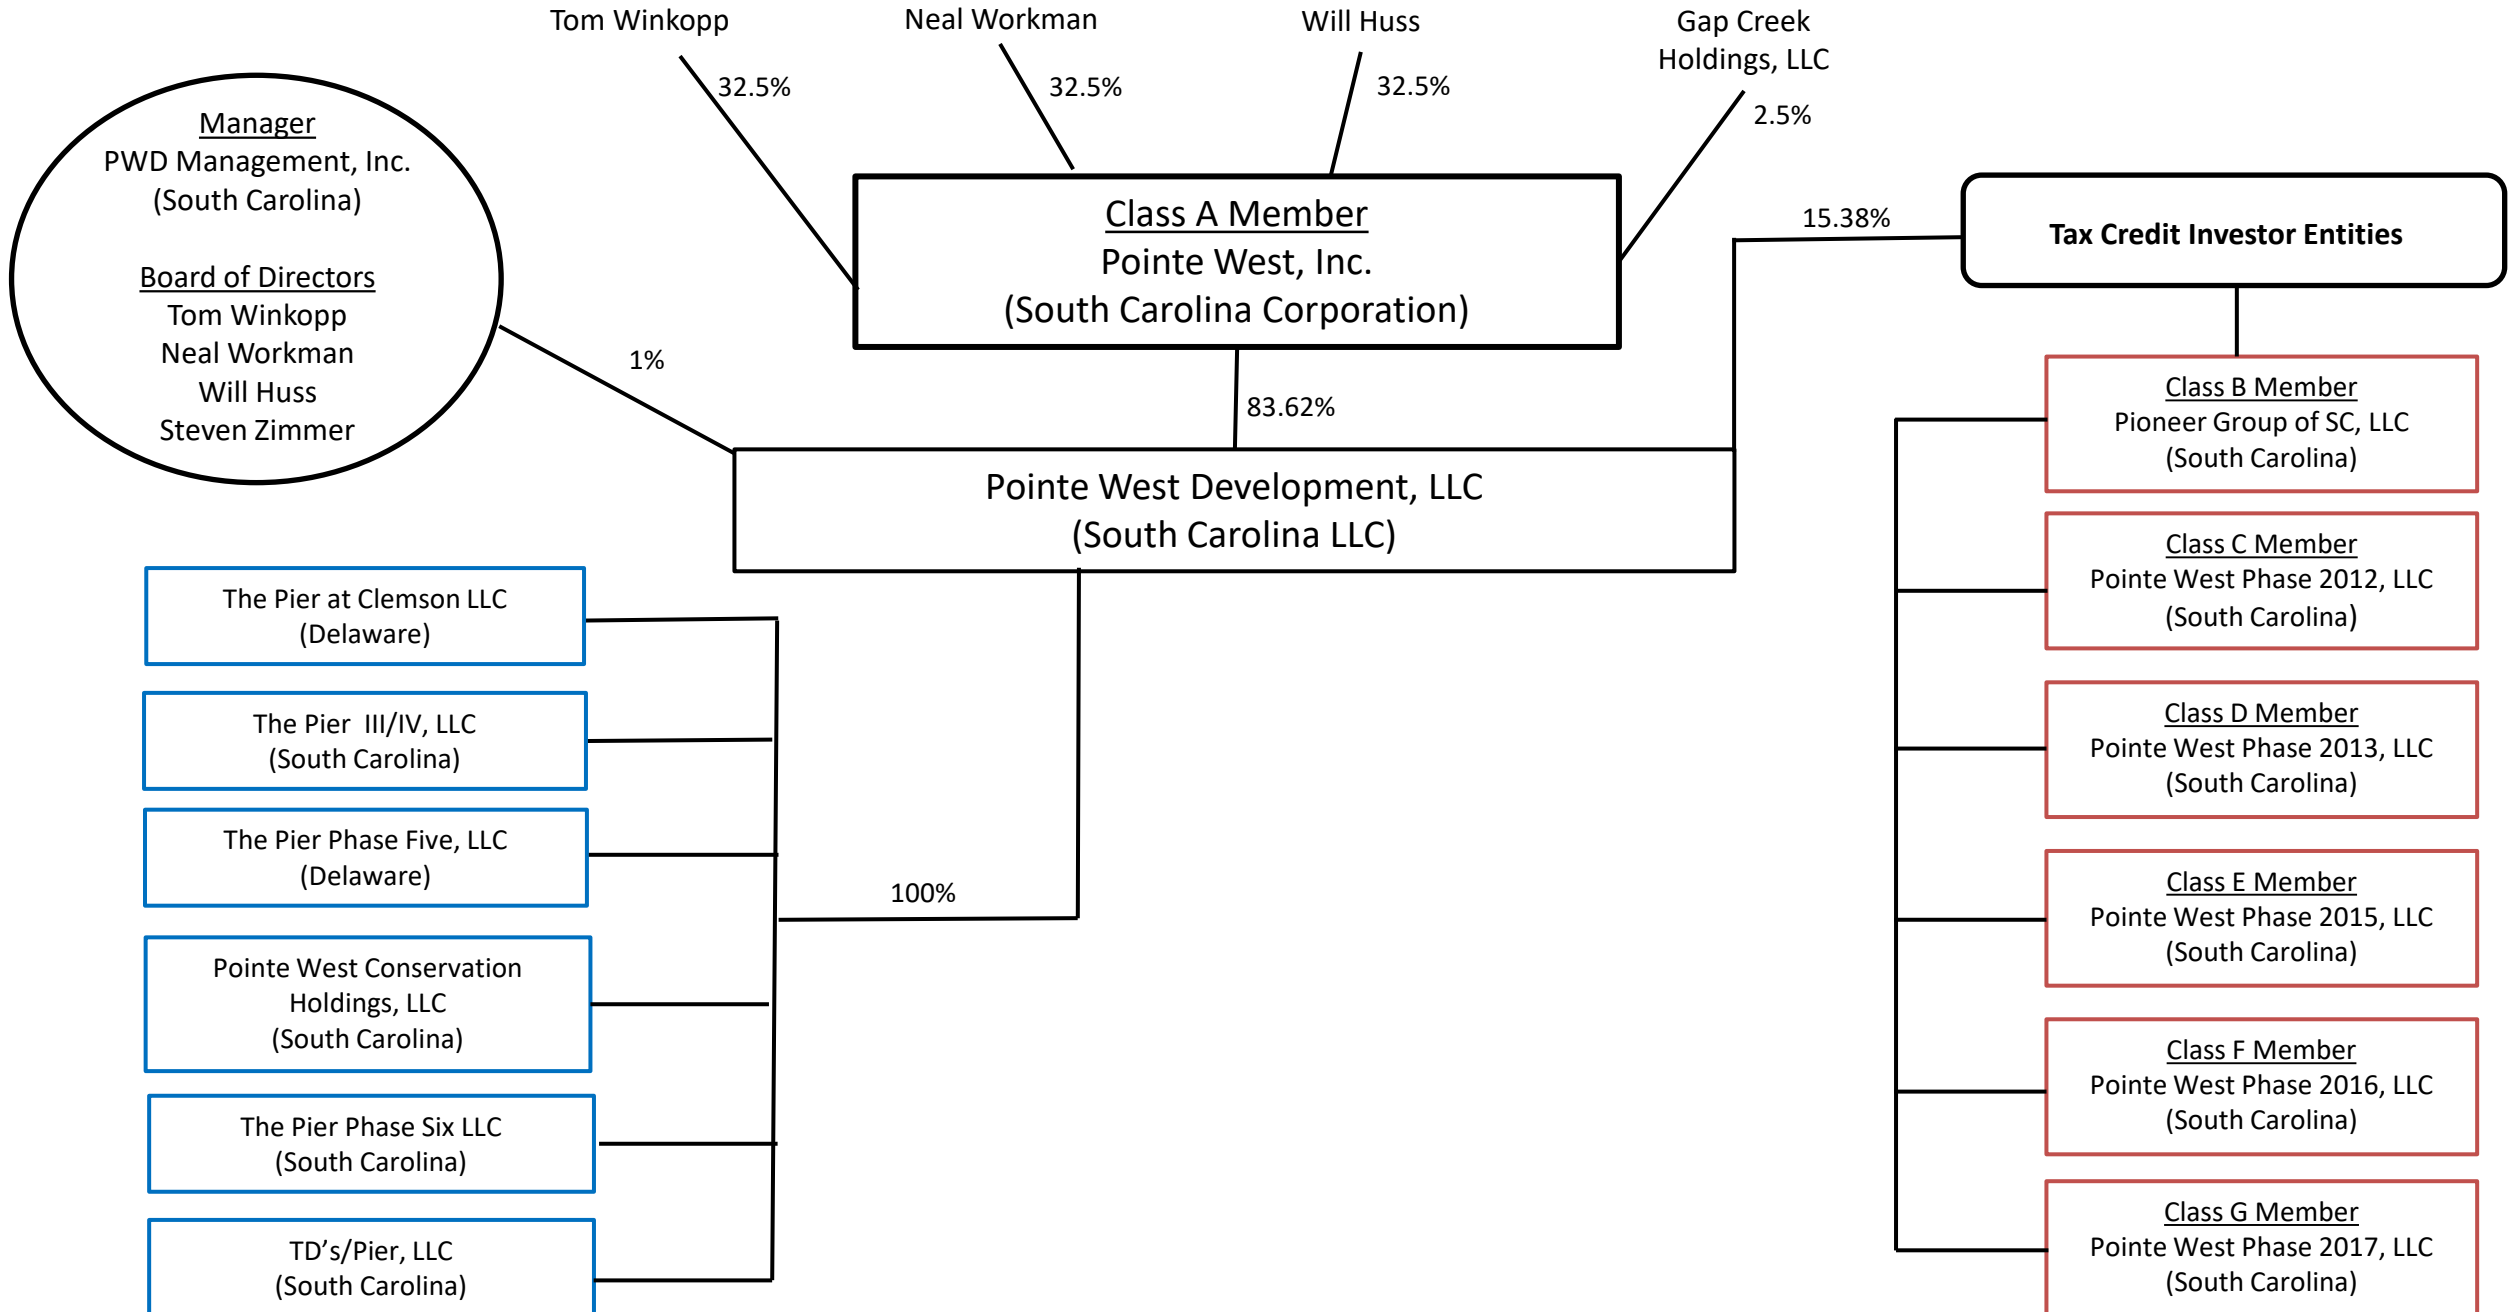 Tom Winkopp
Neal Workman
Will Huss
Gap Creek
Holdings, LLC
32.5%
32.5%
32.5%
2.5%
Manager
PWD Management, Inc.
(South Carolina)
Board of Directors
Tom Winkopp
Neal Workman
Will Huss
Steven Zimmer
1%
Class A Member
Pointe West, Inc.
(South Carolina Corporation)
83.62%
15.38%
Tax Credit Investor Entities
Pointe West Development, LLC
(South Carolina LLC)
100%
The Pier at Clemson LLC
(Delaware)
The Pier  III/IV, LLC
(South Carolina)
The Pier Phase Five, LLC
(Delaware)
Pointe West Conservation
Holdings, LLC
(South Carolina)
The Pier Phase Six LLC
(South Carolina)
TD’s/Pier, LLC
(South Carolina)
Class B Member
Pioneer Group of SC, LLC
(South Carolina)
Class C Member
Pointe West Phase 2012, LLC
(South Carolina)
Class D Member
Pointe West Phase 2013, LLC
(South Carolina)
Class E Member
Pointe West Phase 2015, LLC
(South Carolina)
Class F Member
Pointe West Phase 2016, LLC
(South Carolina)
Class G Member
Pointe West Phase 2017, LLC
(South Carolina)